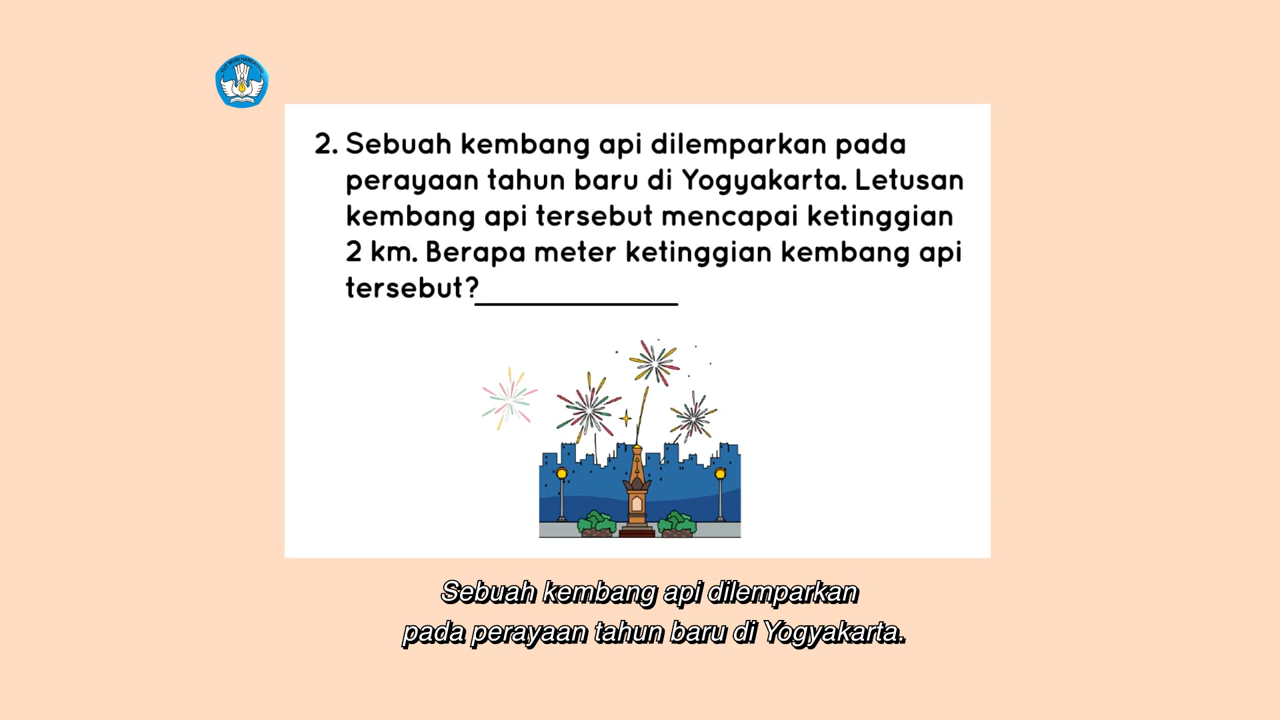 2. Sebuah kembang api dilemparkan pada
perayaan tahun baru di Yogyakarta. Letusan
kembang api tersebut mencapai ketinggian
2 km. Berapa meter ketinggian kembang api
tersebut?
Sebuah kembang api dilemparkan
pada perayaan tahun baru di Yogyakarta.